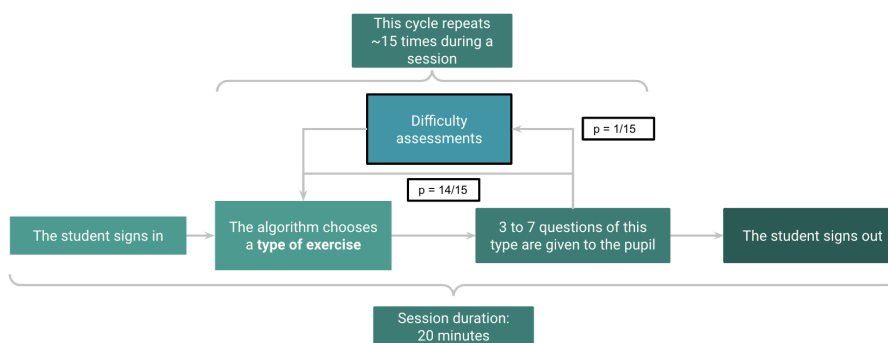 This cycle repeats
~15 times during a
session
Difficulty
assessments
p = 1/15
p = 14/15
The student signs in
The algorithm chooses
a type of exercise
3 to 7 questions of this
type are given to the pupil
The student signs out
Session duration:
20 minutes